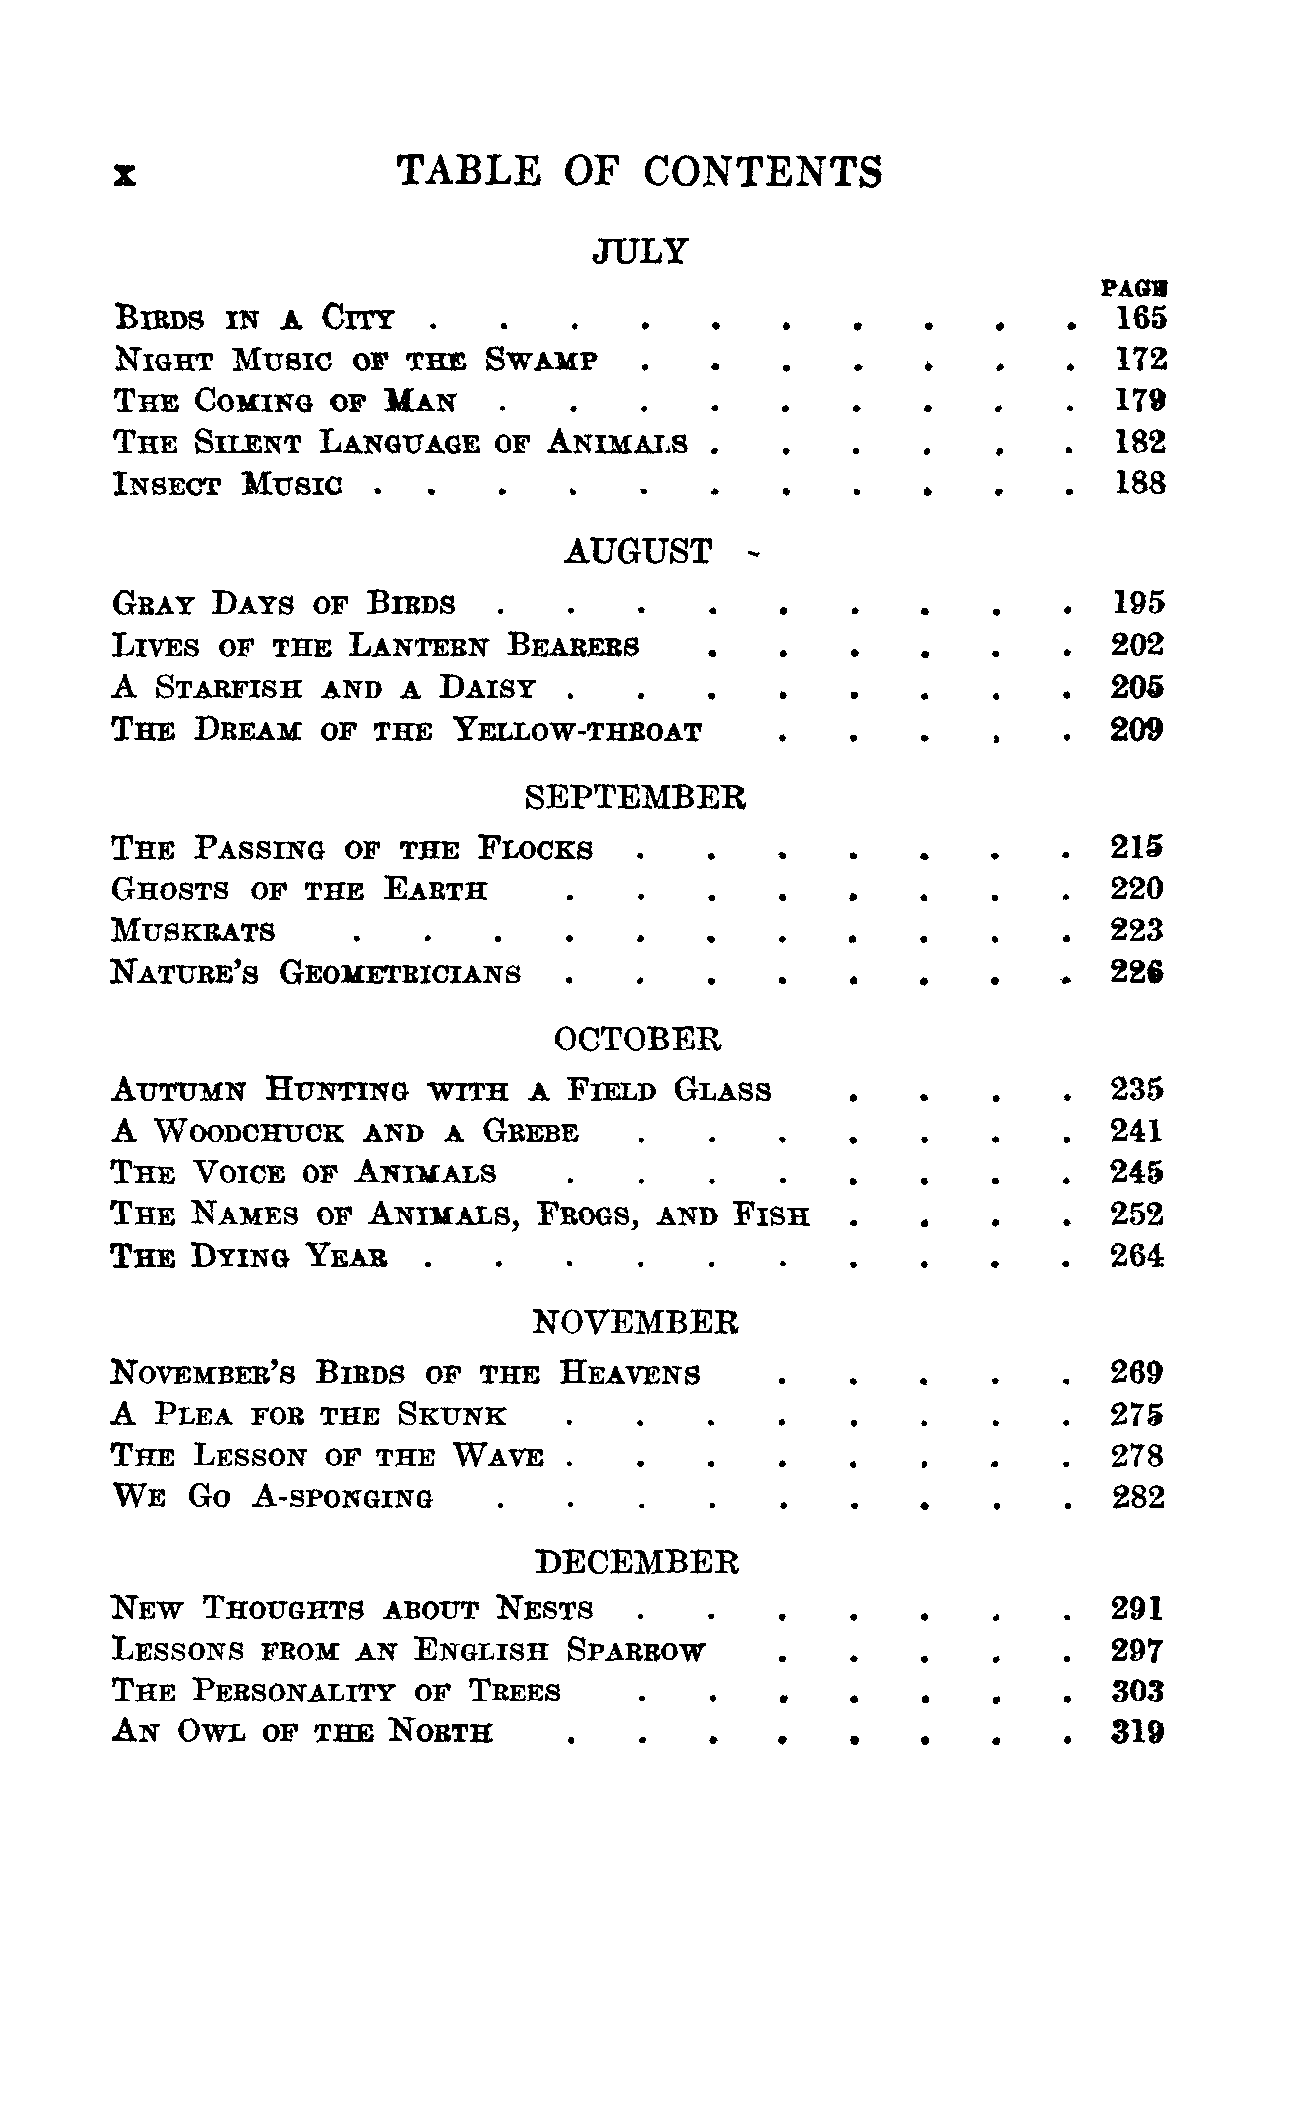 x TABLE OF CONTENTS
JULY
PAGE
BIRDS IN A CITY . . . . . . . . . . 165
NIGHT MUSIC OF THE SWAMP . . . . . . . 172
THE COMING OF MAN . . . . . . . . . 179
THE SILENT LANGUAGE OF ANIMALS . . . . . . 182
INSECT MUSIC . . . . . . . . . . . 188
AUGUST
GRAY DAYS OF BIRDS . . . . . . . . . 195
LIVES OF THE LANTERN BEARERS . . . . . . 202
A STARFISH AND A DAISY . . . . . . . . 205
THE DREAM OF THE YELLOW-THROAT . . . . . 209
SEPTEMBER
THE PASSING OF THE FLOCKS . . . . . . . 215
GHOSTS OF THE EARTH . . . . . . . . 220
MUSKRATS . . . . . . . . . . . 223
NATURE'S GEOMETRICIANS . . . . . . . . 226
OCTOBER
AUTUMN HUNTING WITH A FIELD GLASS . . . . 235
A WOODCHUCK AND A GREBE . . . . . . . 241
THE VOICE OF ANIMALS . . . . . . . . 245
THE NAMES OF ANIMALS, FROGS, AND FISH . . . . 252
THE DYING YEAR . . . . . . . . . . 264
NOVEMBER
NOVEMBER'S BIRDS OF THE HEAVENS . . . . . 269
A PLEA FOR THE SKUNK . . . . . . . . 275
THE LESSON OF THE WAVE . . . . . . . . 278
WE GO A-SPONGING . . . . . . . . . 282
DECEMBER
NEW THOUGHTS ABOUT NESTS . . . . . . . 291
LESSONS FROM AN ENGLISH SPARROW . . . . . 297
THE PERSONALITY OF TREES . . . . . . . 303
AN OWL OF THE NORTH . . . . . . . . 319